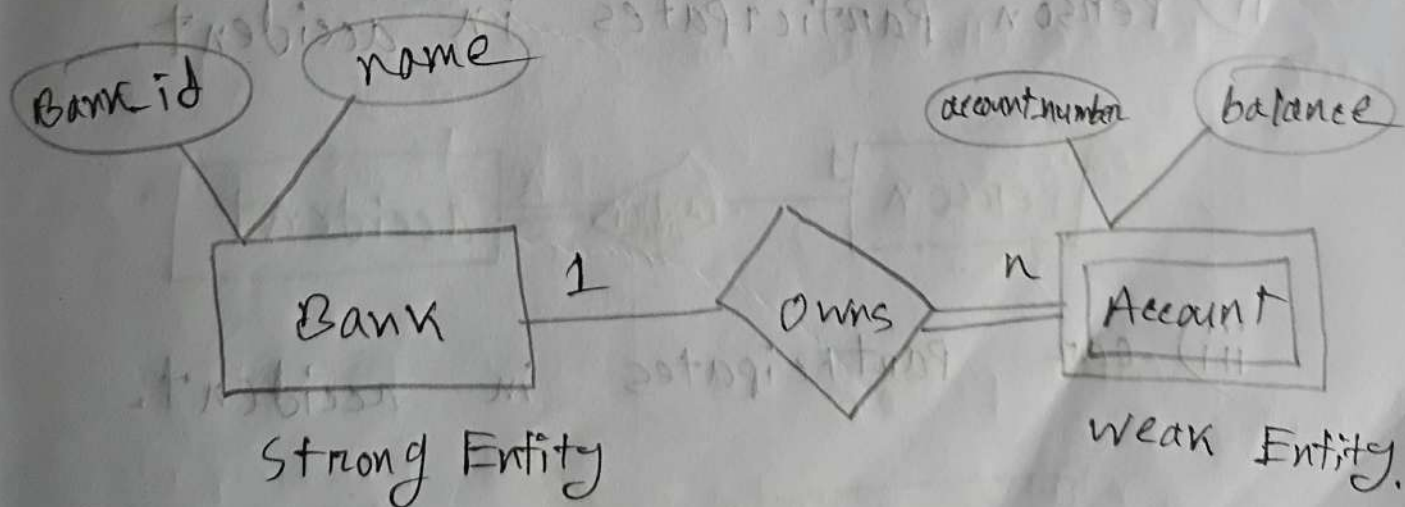 Bank id
name
account number
balance
Bank
1
Owns
n
Account
Strong Entity
weak Entity.